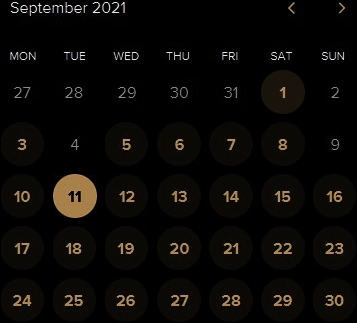 September 2021
MON TUE WED THU FRI SAT SUN
27 28 29 30 31 1 2
3 4 5 6 7 8 9
10 11 12 13 14 15 16
17 18 19 20 21 22 23
24 25 26 27 28 29 30